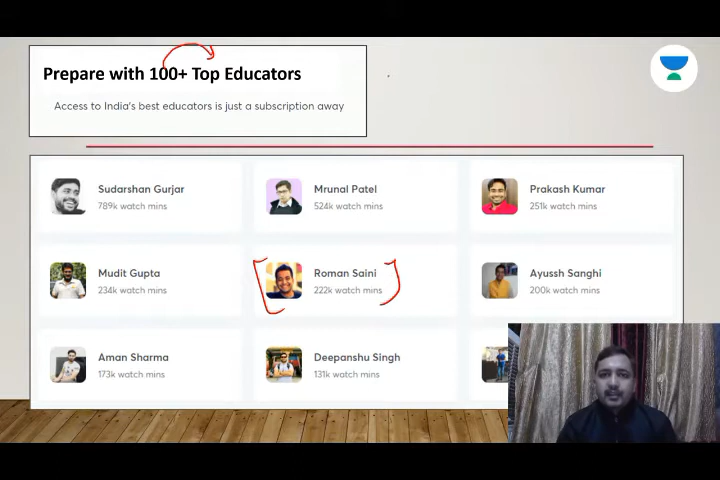 Prepare with 100+ Top Educators
Access to India's best educators is just a subscription away
Sudarshan Gurjar
789k watch mins
Mrunal Patel
524k watch mins
Prakash Kumar
251k watch mins
Mudit Gupta
234k watch mins
Roman Saini
222k watch mins
Ayussh Sanghi
200k watch mins
Aman Sharma
173k watch mins
Deepanshu Singh
131k watch mins